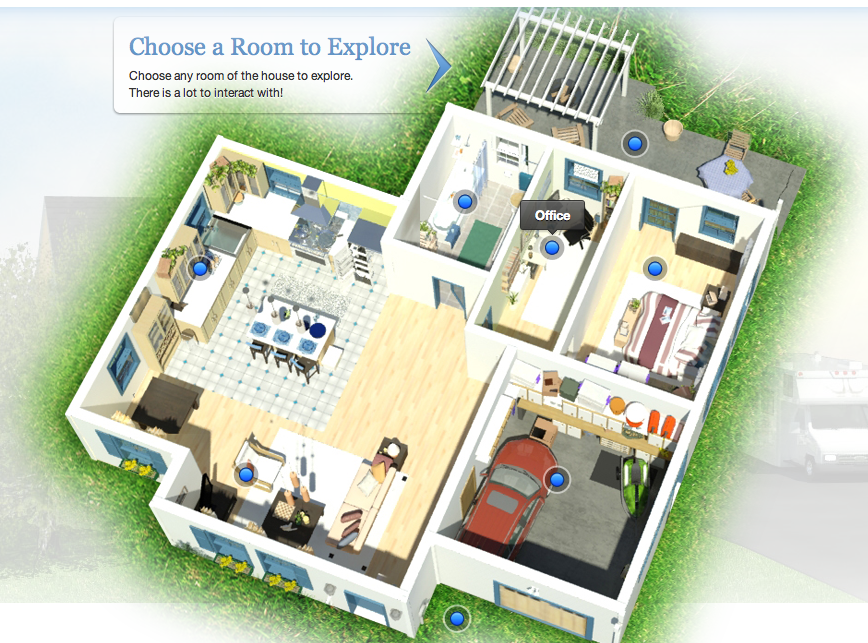 Choose a Room to Explore
Choose any room of the house to explore.
There is a lot to interact with!
Office